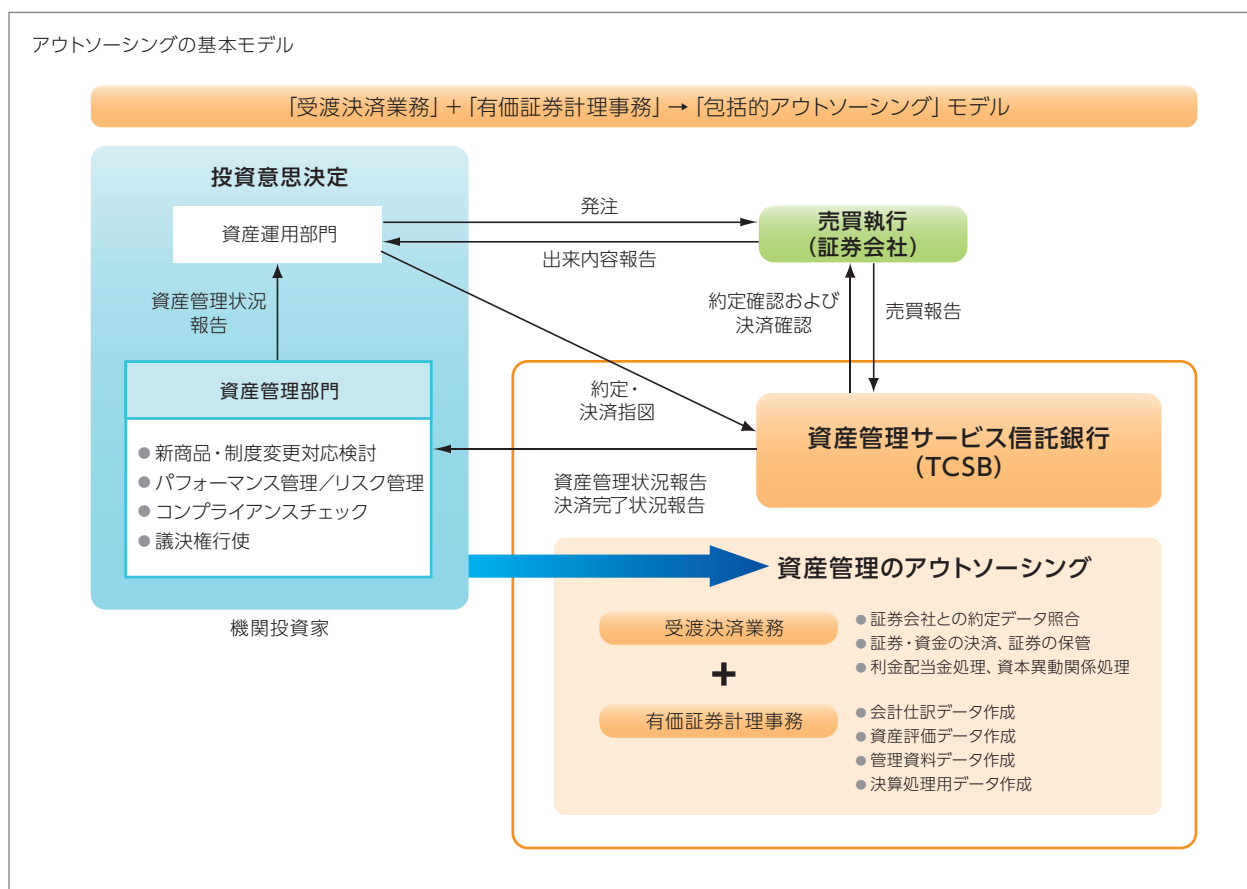 アウトソーシングの基本モデル
「受渡決済業務」+「有価証券計理事務」→「包括的アウトソーシング」モデル
投資意思決定
資産運用部門
発注
出来内容報告
売買執行
（証券会社）
資産管理状況
報告
約定確認および
決済確認
売買報告
資産管理部門
● 新商品・制度変更対応検討
● パフォーマンス管理／リスク管理
● コンプライアンスチェック
● 議決権行使
機関投資家
約定・
決済指図
資産管理サービス信託銀行
（TCSB）
資産管理状況報告
決済完了状況報告
資産管理のアウトソーシング
受渡決済業務
● 証券会社との約定データ照合
● 証券・資金の決済、証券の保管
● 利金配当金処理、資本異動関係処理
+
有価証券計理事務
● 会計仕訳データ作成
● 資産評価データ作成
● 管理資料データ作成
● 決算処理用データ作成